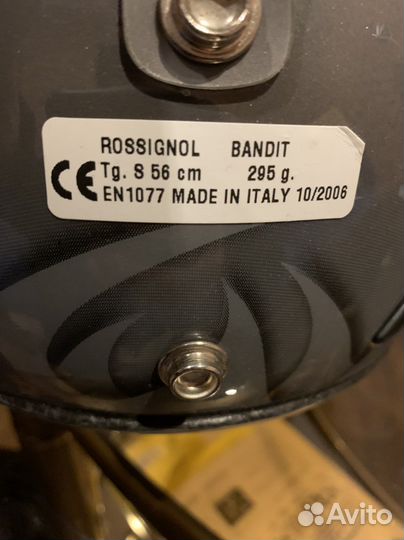 ROSSIGNOL BANDIT
CE Tg. S 56 cm 295 g.
EN1077 MADE IN ITALY 10/2006
Avito